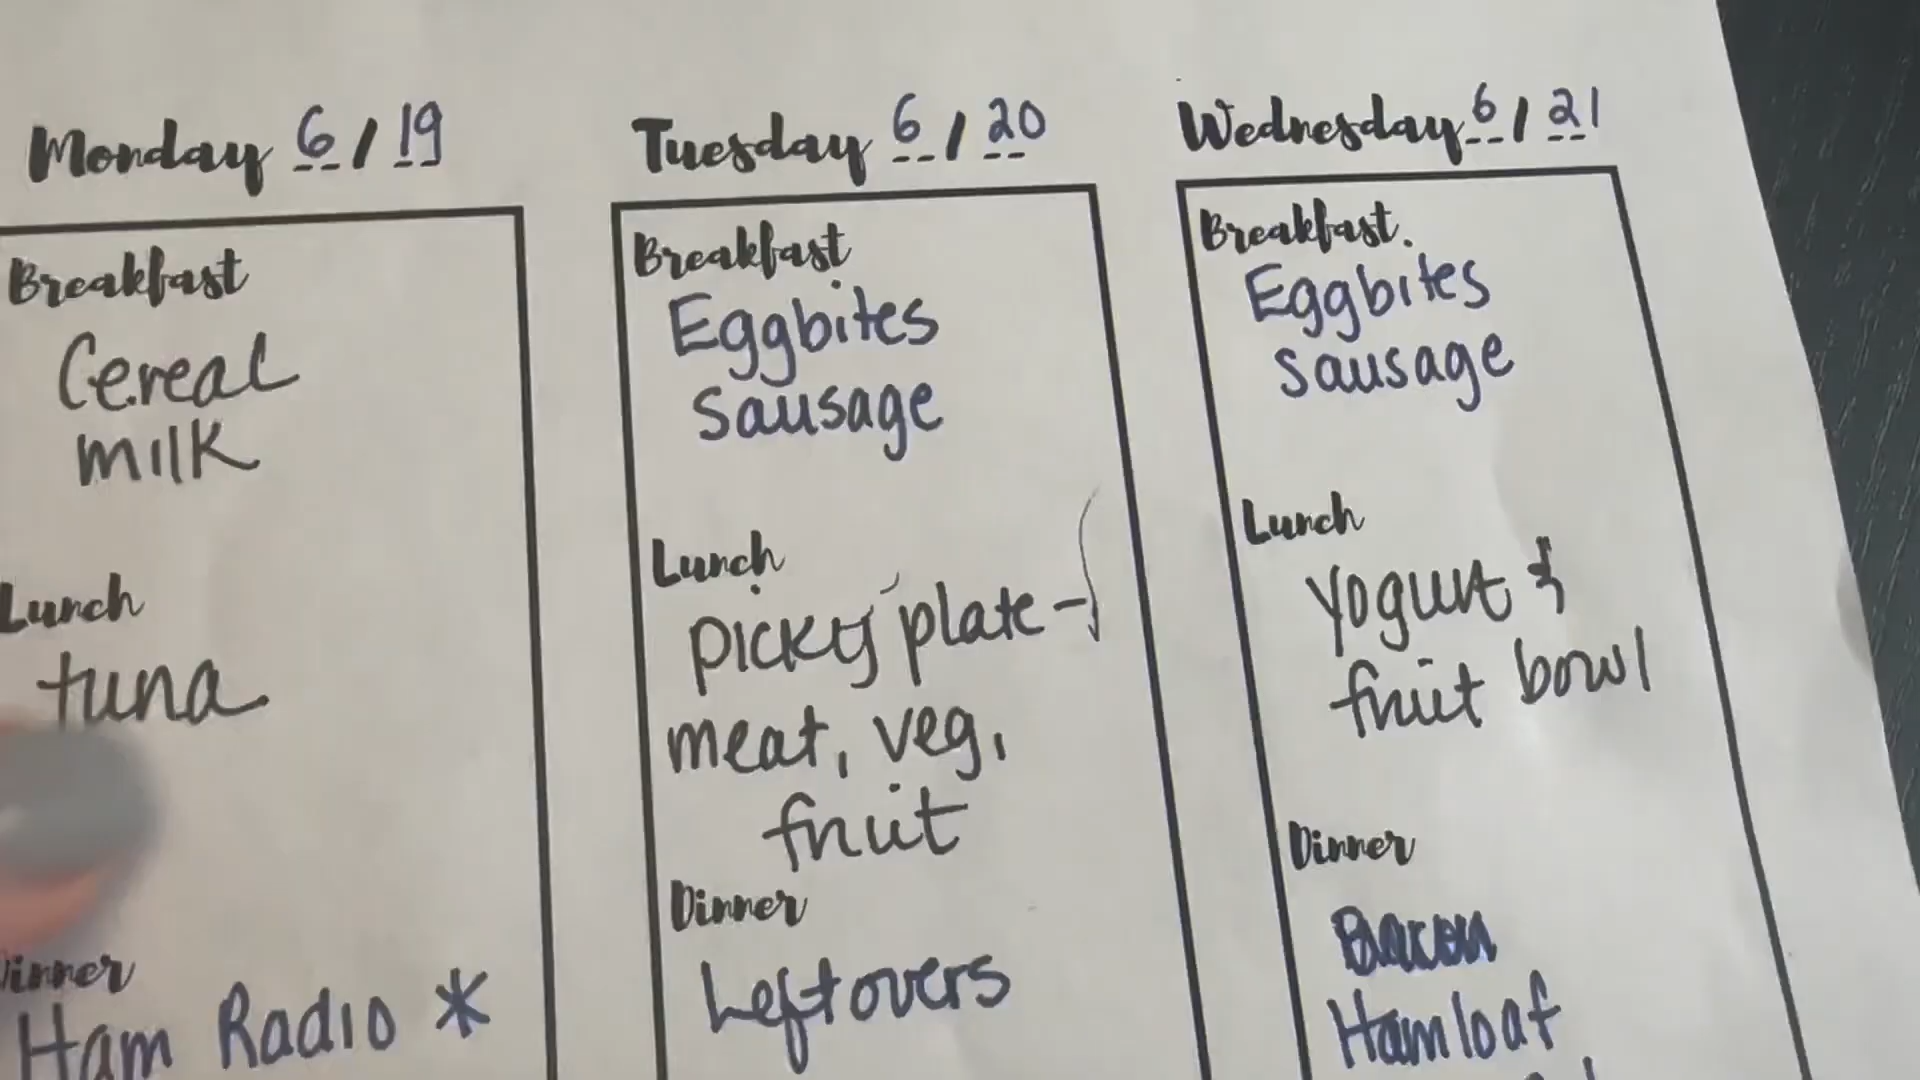 Monday 6/19
Breakfast
Cereal
milk
Lunch
tuna
Dinner
Ham Radio *
Tuesday 6/20
Breakfast
Eggbites
sausage
Lunch
picky plate -
meat, veg,
fruit
Dinner
Leftovers
Wednesday 6/21
Breakfast.
Eggbites
sausage
Lunch
Yogurt &
fruit bowl
Dinner
Bacon
Hamloaf